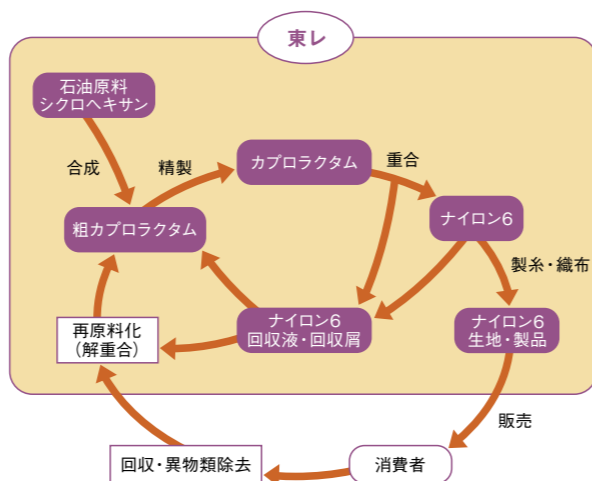 東レ
石油原料
シクロヘキサン
合成
精製
カプロラクタム
重合
粗カプロラクタム
ナイロン6
製糸・織布
再原料化
(解重合)
ナイロン6
回収液・回収屑
ナイロン6
生地・製品
販売
回収・異物類除去
消費者